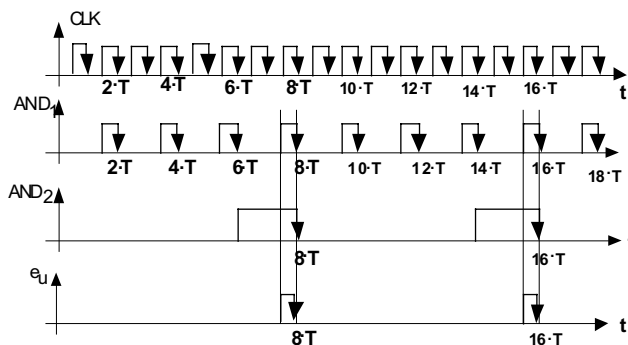 CLK
2·T 4·T 6·T 8·T 10·T 12·T 14·T 16·T t
AND1
2·T 4·T 6·T 8·T 10·T 12·T 14·T 16·T 18·T
AND2
8·T 16·T
eu
8·T 16·T t